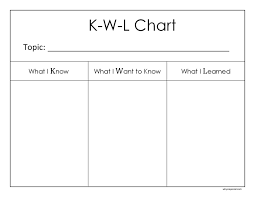 K-W-L Chart
Topic:
What I Know
What I Want to Know
What I Learned